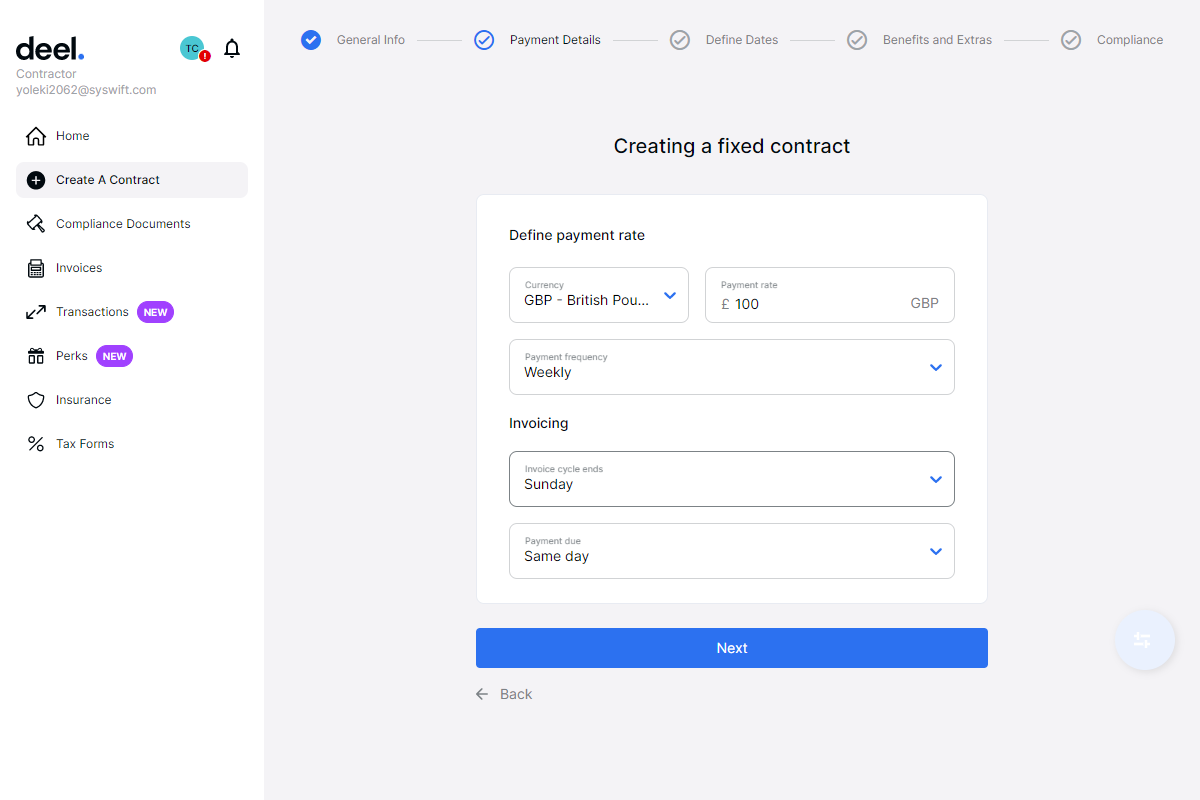 deel.
TC
!
Contractor
yoleki2062@syswift.com
Home
Create A Contract
Compliance Documents
Invoices
Transactions NEW
Perks NEW
Insurance
Tax Forms
General Info
Payment Details
Define Dates
Benefits and Extras
Compliance
Creating a fixed contract
Define payment rate
Currency
GBP - British Pou...
Payment rate
£ 100 GBP
Payment frequency
Weekly
Invoicing
Invoice cycle ends
Sunday
Payment due
Same day
Next
Back